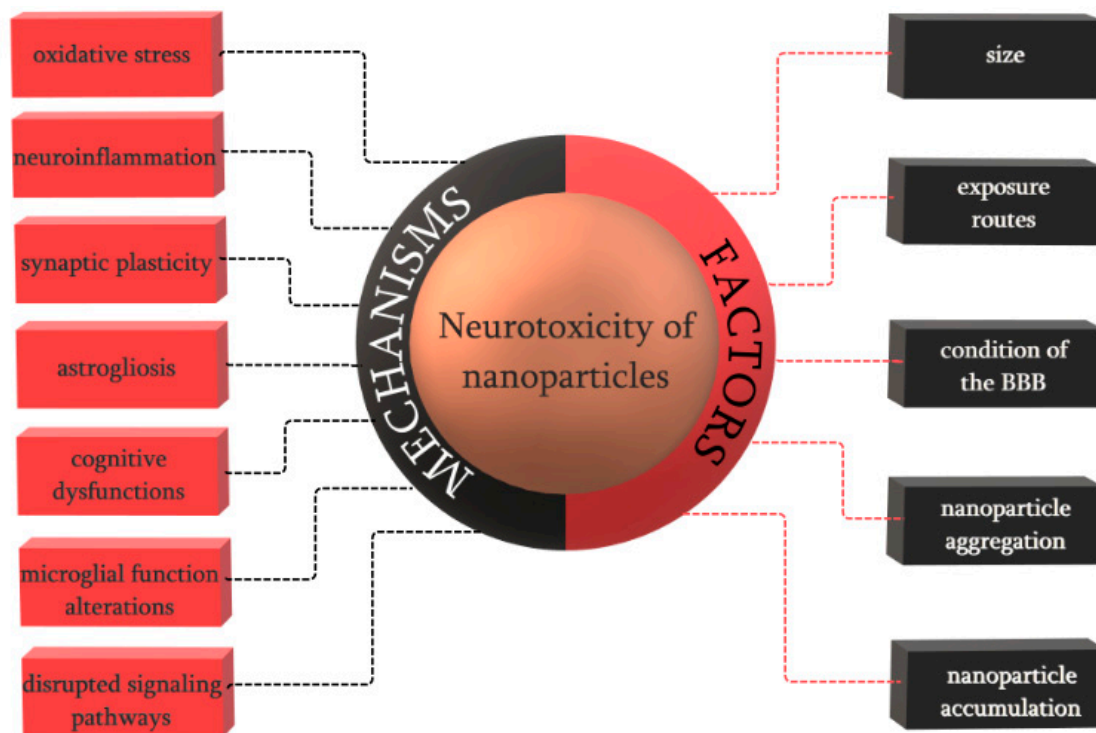 oxidative stress
neuroinflammation
synaptic plasticity
astrogliosis
cognitive
dysfunctions
microglial function
alterations
disrupted signaling
pathways
MECHANISMS
Neurotoxicity of
nanoparticles
FACTORS
size
exposure
routes
condition of
the BBB
nanoparticle
aggregation
nanoparticle
accumulation